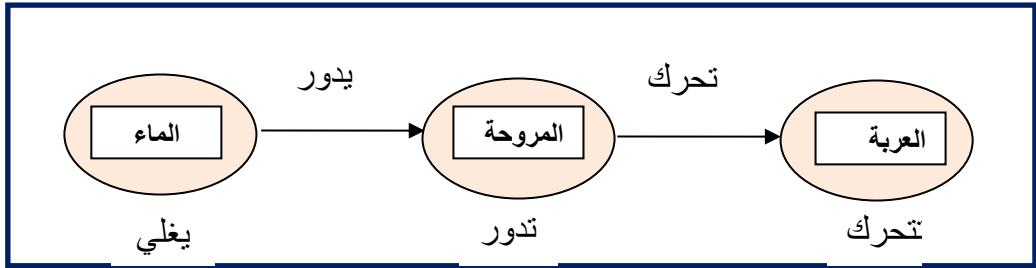 يدور
تحرك
الماء
المروحة
العربة
يغلي
تدور
تتحرك